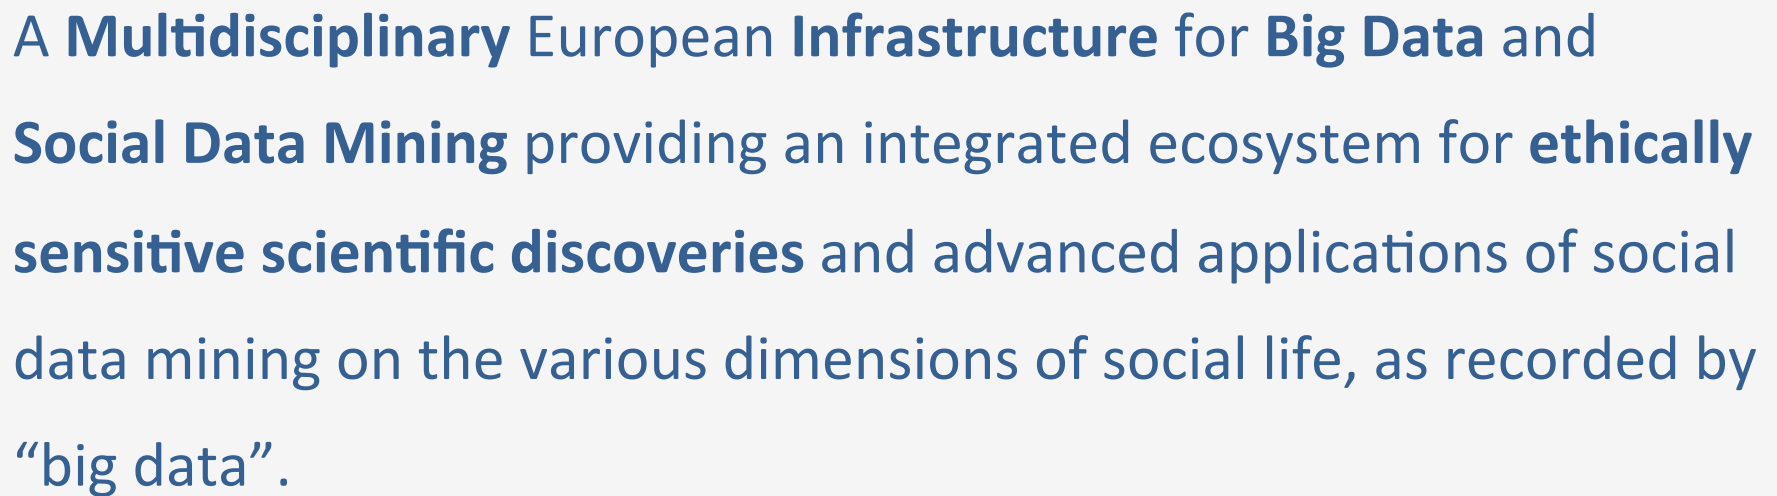 A Multidisciplinary European Infrastructure for Big Data and
Social Data Mining providing an integrated ecosystem for ethically
sensitive scientific discoveries and advanced applications of social
data mining on the various dimensions of social life, as recorded by
“big data”.